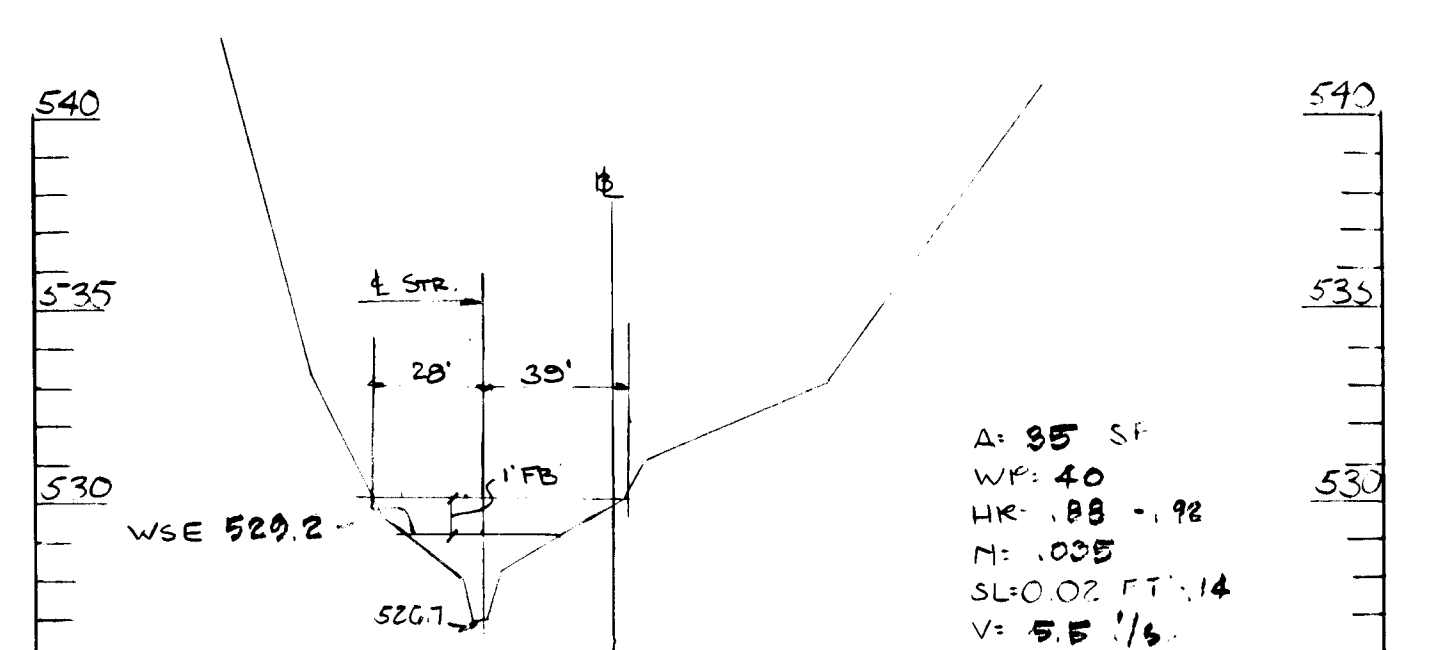 540
540
℄ STR.
535
535
28' 39'
A: 35 SF
WP: 40
1' FB
530
530
HR .88 - .92
WSE 529.2
N: .035
SL=0.02 FT .14
526.7
V= 5.5 '/s